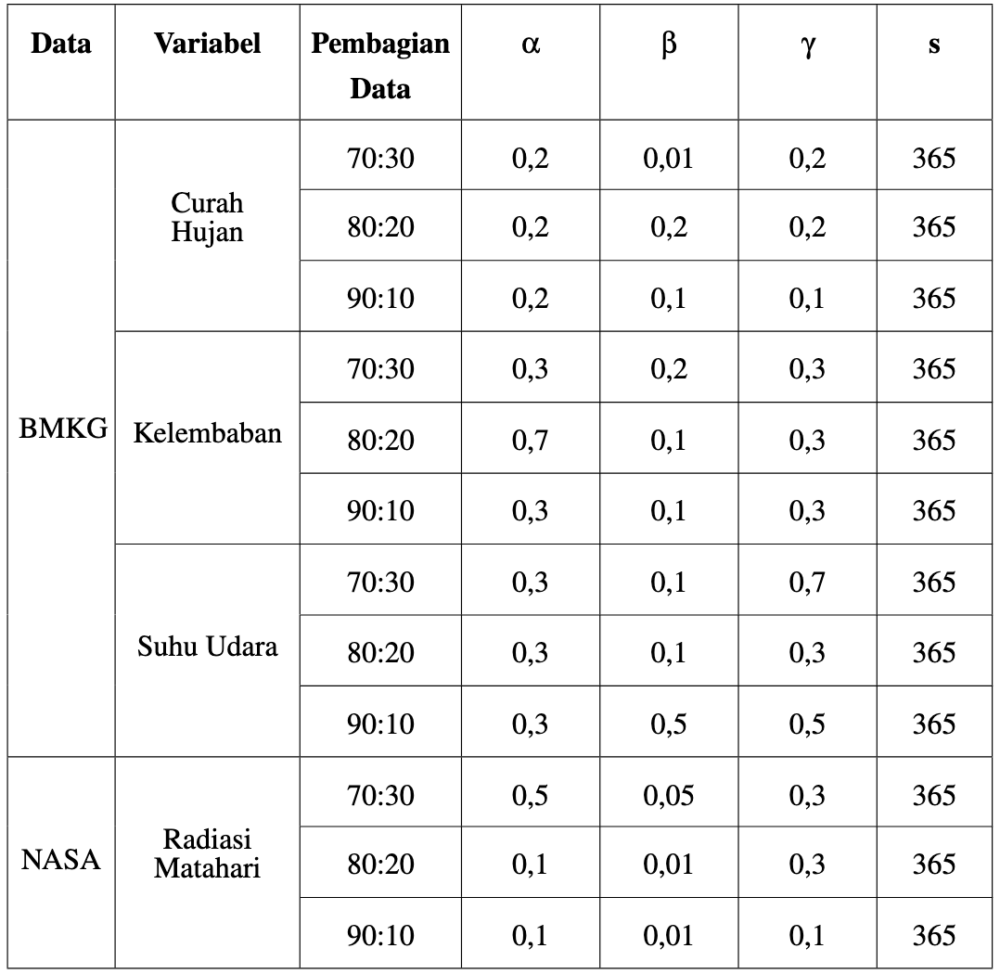 Data Variabel Pembagian Data α β γ s
BMKG Curah Hujan 70:30 0,2 0,01 0,2 365
80:20 0,2 0,2 0,2 365
90:10 0,2 0,1 0,1 365
Kelembaban 70:30 0,3 0,2 0,3 365
80:20 0,7 0,1 0,3 365
90:10 0,3 0,1 0,3 365
Suhu Udara 70:30 0,3 0,1 0,7 365
80:20 0,3 0,1 0,3 365
90:10 0,3 0,5 0,5 365
NASA Radiasi Matahari 70:30 0,5 0,05 0,3 365
80:20 0,1 0,01 0,3 365
90:10 0,1 0,01 0,1 365